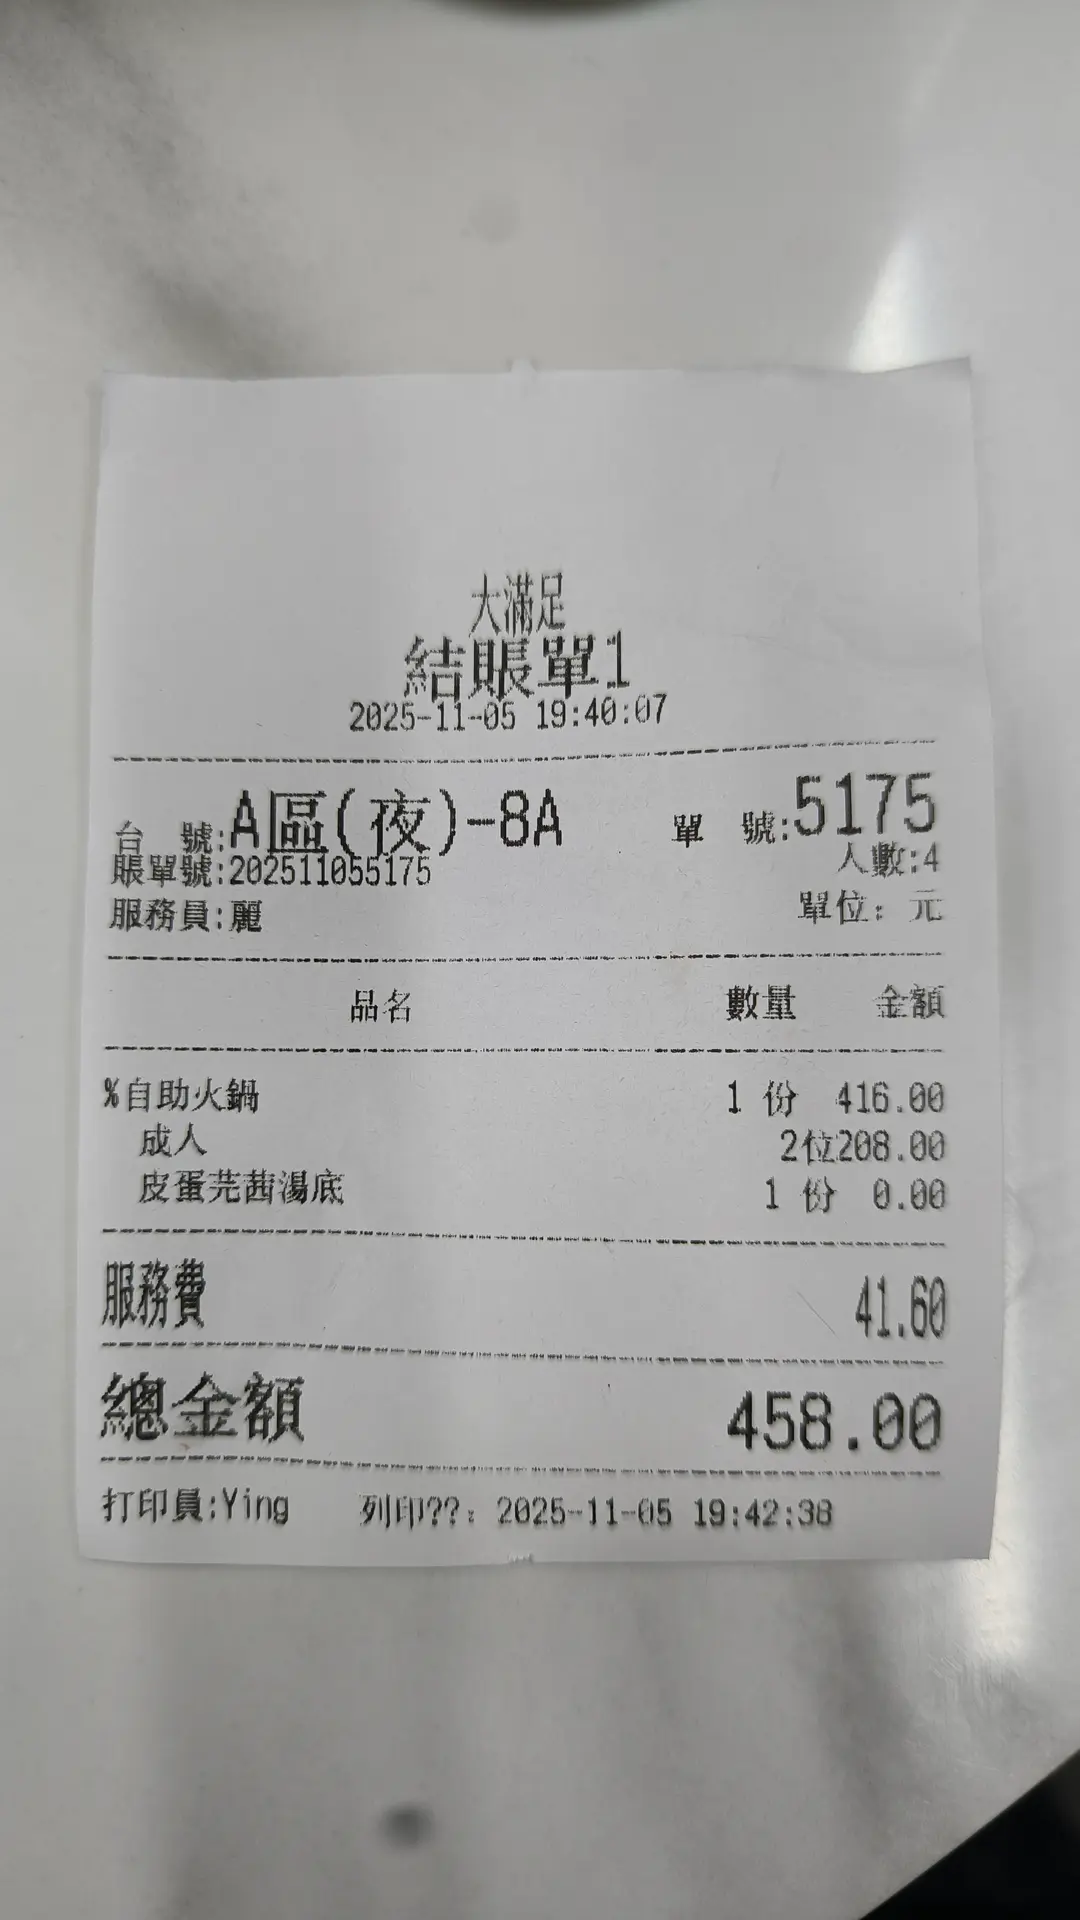 大滿足
結賬單1
2025-11-05 19:40:07
台 號:A區(夜)-8A 單 號:5175
人數:4
賬單號:202511055175
服務員:麗 單位: 元
品名 數量 金額
%自助火鍋 1 份 416.00
成人 2位208.00
皮蛋芫茜湯底 1 份 0.00
服務費 41.60
總金額 458.00
打印員:Ying 列印??: 2025-11-05 19:42:38